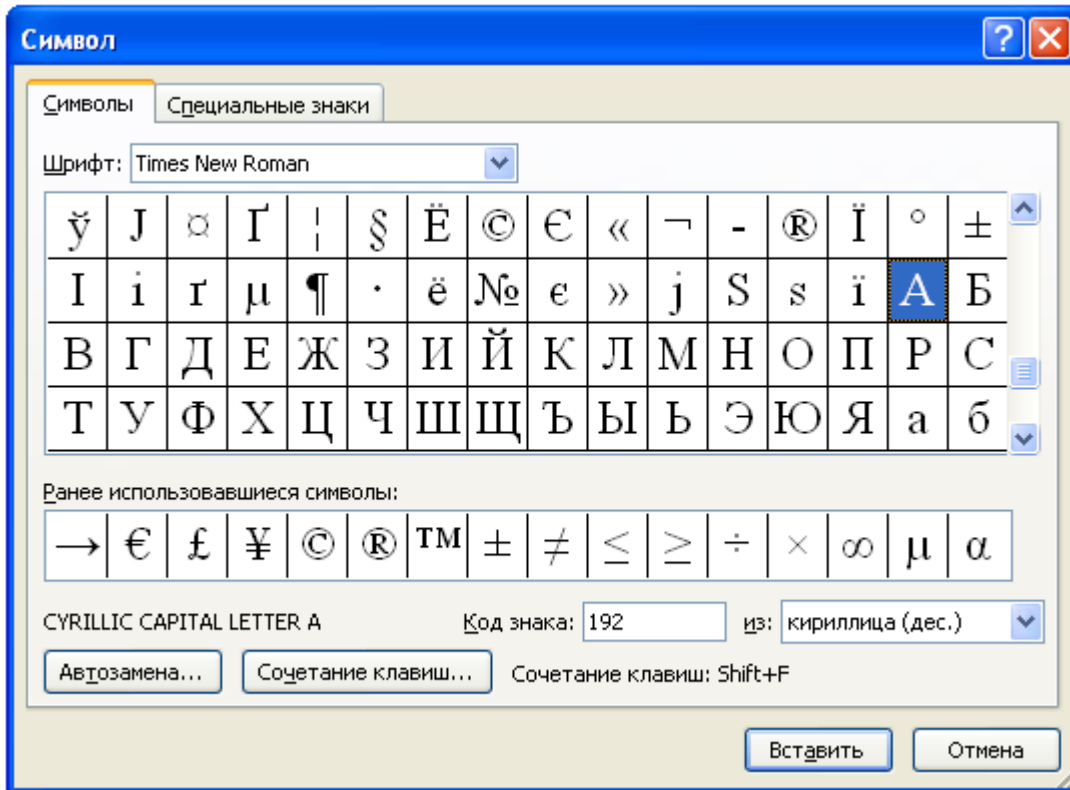 Символ
Символы Специальные знаки
Шрифт: Times New Roman
ў Ј ¤ Ґ ¦ § Ё © Є « ¬ - ® Ї ° ±
І і ґ µ ¶ · ё № є » ј Ѕ ѕ ї А Б
В Г Д Е Ж З И Й К Л М Н О П Р С
Т У Ф Х Ц Ч Ш Щ Ъ Ы Ь Э Ю Я а б
Ранее использовавшиеся символы:
→ € £ ¥ © ® ™ ± ≠ ≤ ≥ ÷ × ∞ µ α
CYRILLIC CAPITAL LETTER A Код знака: 192 из: кириллица (дес.)
Автозамена... Сочетание клавиш... Сочетание клавиш: Shift+F
Вставить Отмена